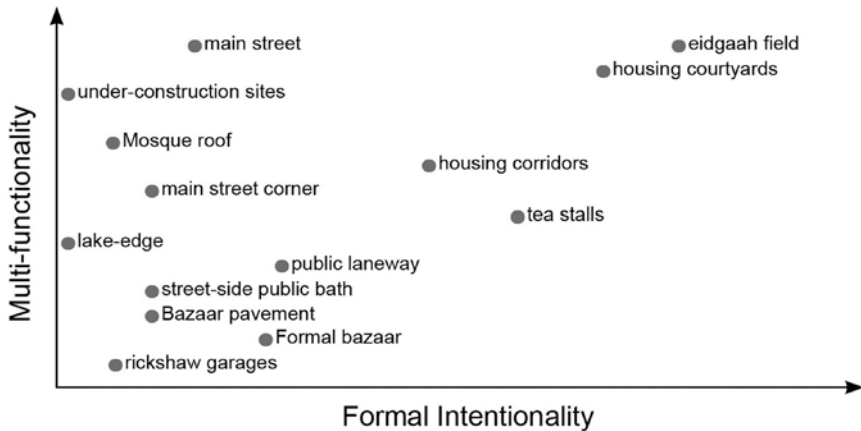 main street
eidgaah field
housing courtyards
under-construction sites
Mosque roof
housing corridors
main street corner
tea stalls
lake-edge
public laneway
street-side public bath
Bazaar pavement
Formal bazaar
rickshaw garages
Multi-functionality
Formal Intentionality